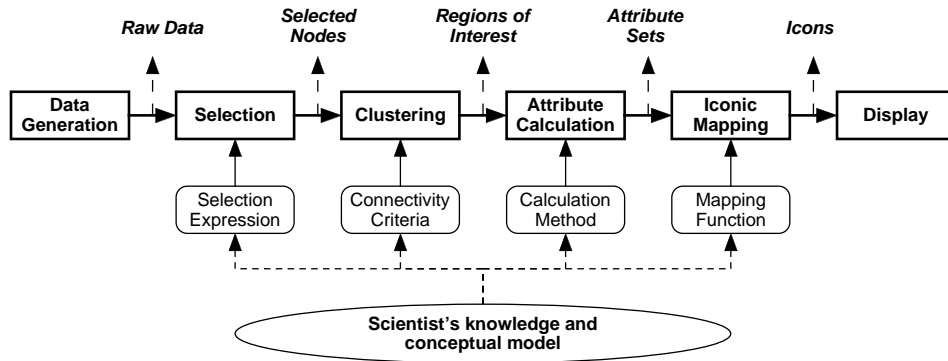 Raw Data
Selected
Nodes
Regions of
Interest
Attribute
Sets
Icons
Data
Generation
Selection
Clustering
Attribute
Calculation
Iconic
Mapping
Display
Selection
Expression
Connectivity
Criteria
Calculation
Method
Mapping
Function
Scientist's knowledge and
conceptual model